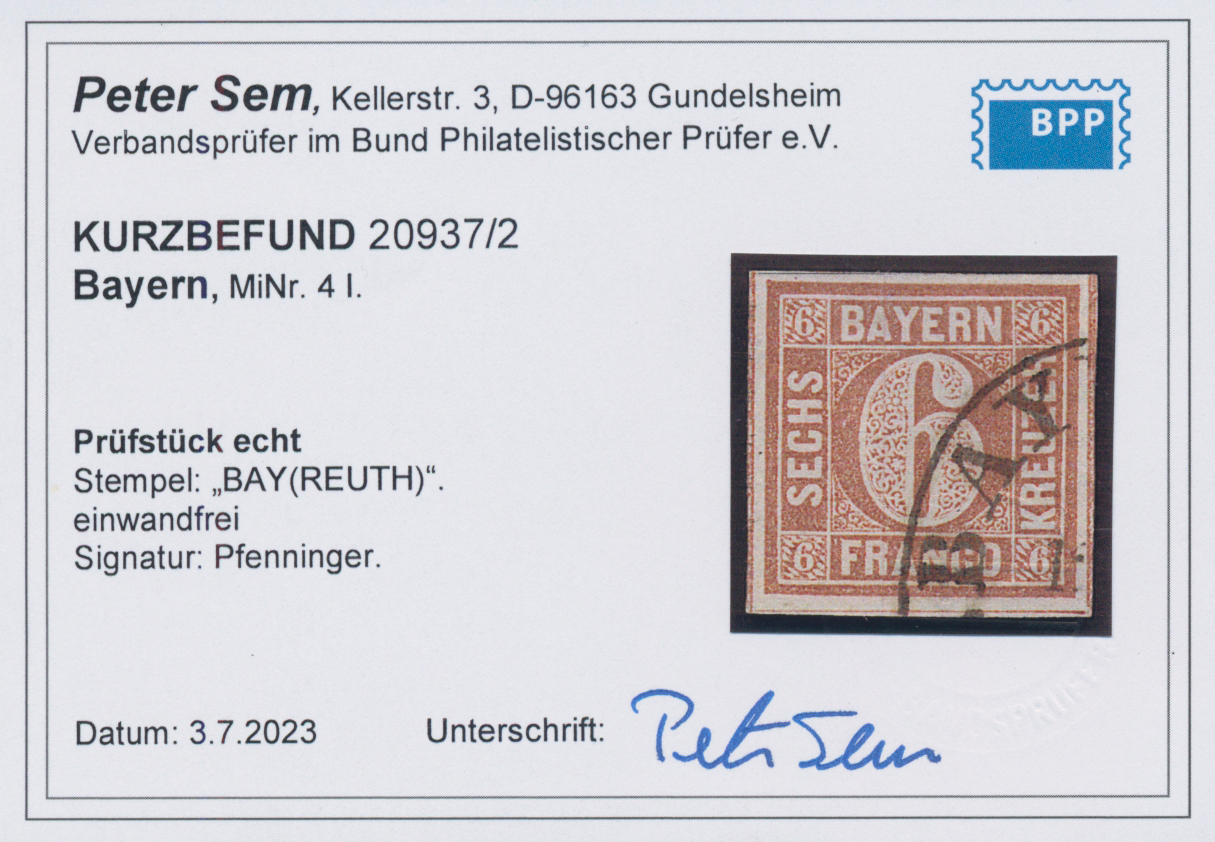 Peter Sem, Kellerstr. 3, D-96163 Gundelsheim
Verbandsprüfer im Bund Philatelistischer Prüfer e.V.
BPP
KURZBEFUND 20937/2
Bayern, MiNr. 4 I.
6 BAYERN 6
SECHS
6
KREUZER
6 FRANCO 6
BAY
Prüfstück echt
Stempel: „BAY(REUTH)“.
einwandfrei
Signatur: Pfenninger.
Datum: 3.7.2023
Unterschrift:
Peter Sem